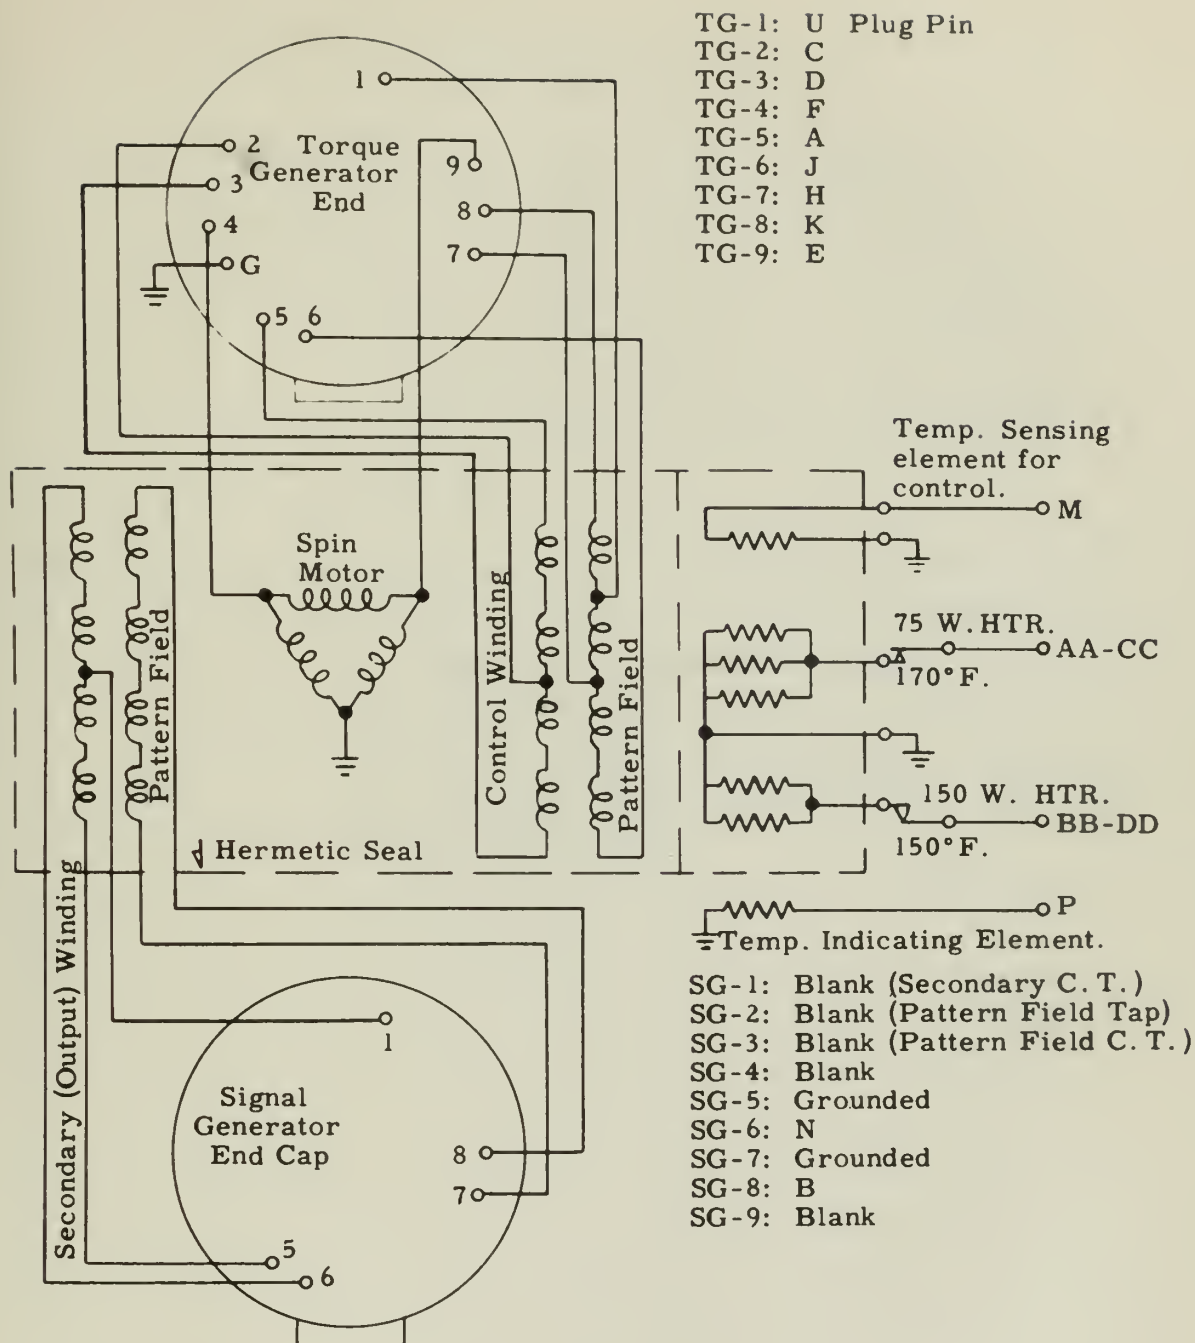 TG-1: U Plug Pin
TG-2: C
TG-3: D
TG-4: F
TG-5: A
TG-6: J
TG-7: H
TG-8: K
TG-9: E
1
2
3
4
G
5
6
7
8
9
Torque
Generator
End
Temp. Sensing
element for
control.
M
Spin
Motor
Control Winding
Pattern Field
Pattern Field
75 W. HTR.
AA-CC
170°F.
150 W. HTR.
BB-DD
150°F.
Hermetic Seal
Secondary (Output) Winding
P
Temp. Indicating Element.
1
Signal
Generator
End Cap
8
7
5
6
SG-1: Blank (Secondary C. T.)
SG-2: Blank (Pattern Field Tap)
SG-3: Blank (Pattern Field C. T.)
SG-4: Blank
SG-5: Grounded
SG-6: N
SG-7: Grounded
SG-8: B
SG-9: Blank